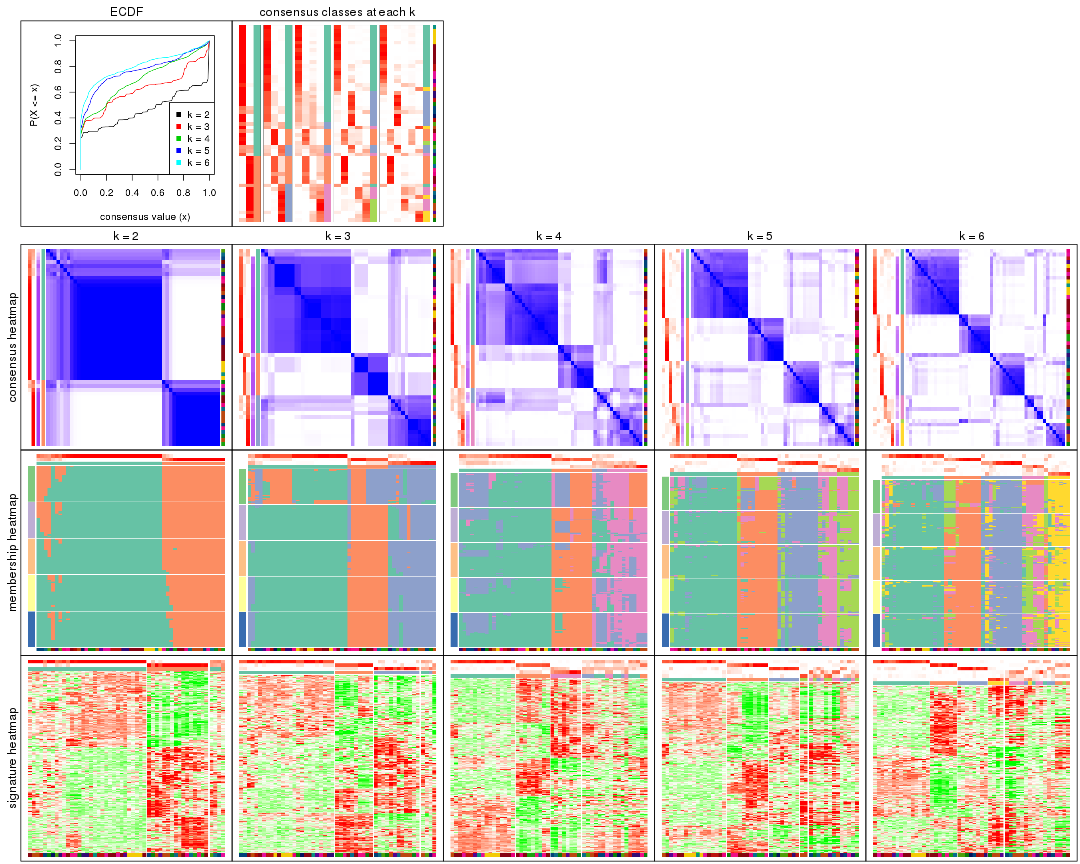 ECDF
consensus classes at each k
P(X <= x)
0.0 0.2 0.4 0.6 0.8 1.0
k = 2
k = 3
k = 4
k = 5
k = 6
0.0 0.2 0.4 0.6 0.8 1.0
consensus value (x)
k = 2
k = 3
k = 4
k = 5
k = 6
consensus heatmap
membership heatmap
signature heatmap